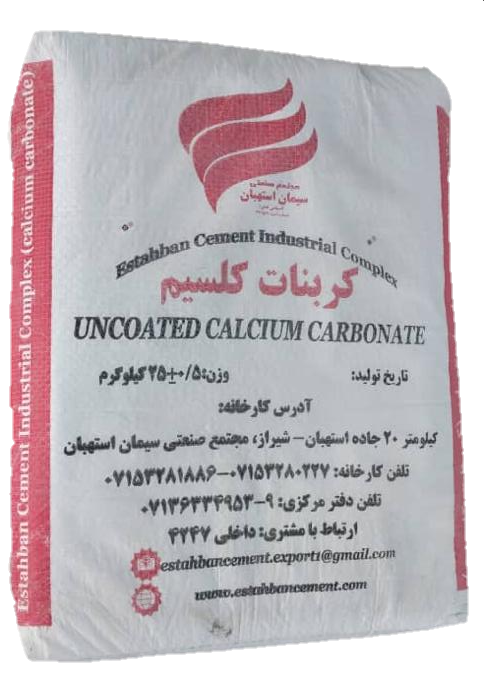 مجتمع صنعتی
سیمان استهبان
Estahban Cement Industrial Complex
کربنات کلسیم
UNCOATED CALCIUM CARBONATE
تاریخ تولید: وزن: ۲۵±۰/۵ کیلوگرم
آدرس کارخانه:
کیلومتر ۲۰ جاده استهبان – شیراز، مجتمع صنعتی سیمان استهبان
تلفن کارخانه: ۰۷۱۵۳۲۸۰۲۲۷–۰۷۱۵۳۲۸۱۸۸۶
تلفن دفتر مرکزی: ۹–۰۷۱۳۶۳۳۴۹۵۳
ارتباط با مشتری: داخلی ۴۲۴۷
estahbancement.export1@gmail.com
www.estahbancement.com
Estahban Cement Industrial Complex (calcium carbonate)